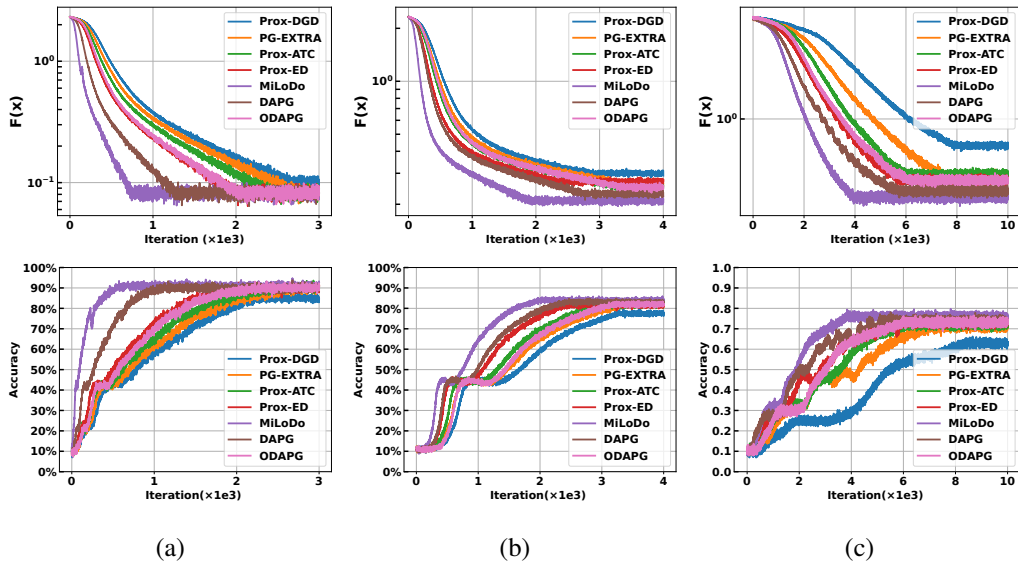 F(x)
10⁰
10⁻¹
0 1 2 3
Iteration (×1e3)
Prox-DGD
PG-EXTRA
Prox-ATC
Prox-ED
MiLoDo
DAPG
ODAPG
F(x)
10⁰
0 1 2 3 4
Iteration (×1e3)
Prox-DGD
PG-EXTRA
Prox-ATC
Prox-ED
MiLoDo
DAPG
ODAPG
F(x)
10⁰
0 2 4 6 8 10
Iteration (×1e3)
Prox-DGD
PG-EXTRA
Prox-ATC
Prox-ED
MiLoDo
DAPG
ODAPG
Accuracy
100%
90%
80%
70%
60%
50%
40%
30%
20%
10%
0%
0 1 2 3
Iteration(×1e3)
Prox-DGD
PG-EXTRA
Prox-ATC
Prox-ED
MiLoDo
DAPG
ODAPG
Accuracy
100%
90%
80%
70%
60%
50%
40%
30%
20%
10%
0%
0 1 2 3 4
Iteration(×1e3)
Prox-DGD
PG-EXTRA
Prox-ATC
Prox-ED
MiLoDo
DAPG
ODAPG
Accuracy
1.0
0.9
0.8
0.7
0.6
0.5
0.4
0.3
0.2
0.1
0.0
0 2 4 6 8 10
Iteration(×1e3)
Prox-DGD
PG-EXTRA
Prox-ATC
Prox-ED
MiLoDo
DAPG
ODAPG
(a) (b) (c)